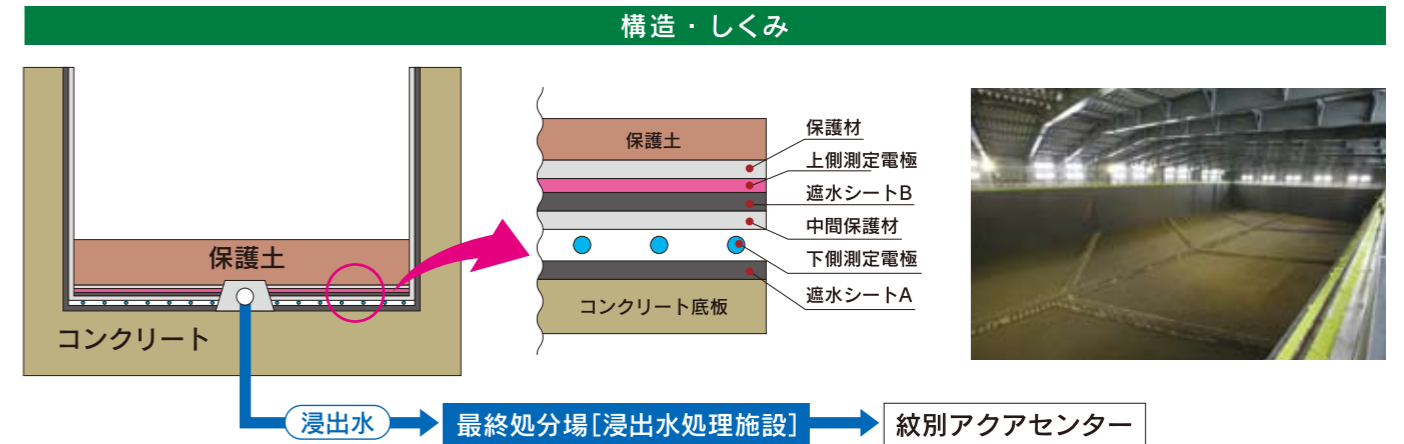 構造・しくみ
保護土
コンクリート
保護土
コンクリート底板
保護材
上側測定電極
遮水シートB
中間保護材
下側測定電極
遮水シートA
浸出水
最終処分場[浸出水処理施設]
紋別アクアセンター